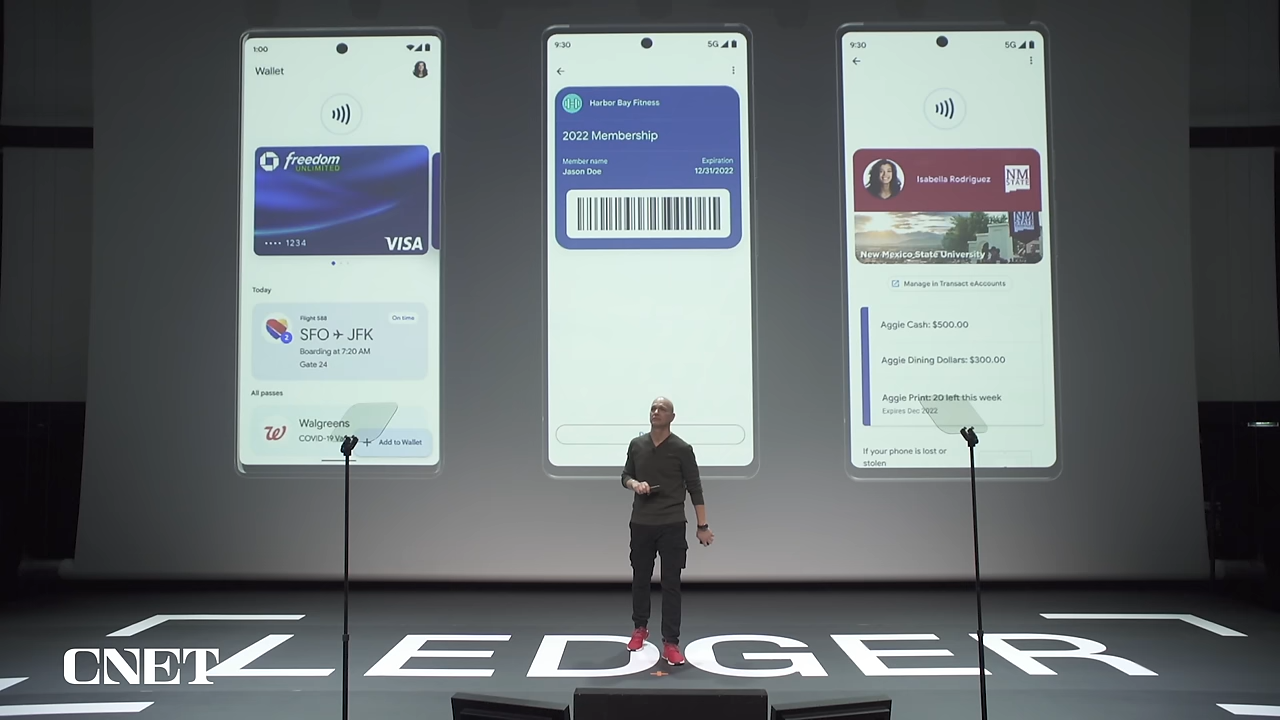 1:00
Wallet
freedom
UNLIMITED
•••• 1234
VISA
Today
Flight 588
On time
SFO ✈ JFK
Boarding at 7:20 AM
Gate 24
All passes
Walgreens
COVID-19
+ Add to Wallet
9:30
5G
Harbor Bay Fitness
2022 Membership
Member name
Expiration
Jason Doe
12/31/2022
9:30
5G
Isabella Rodriguez
NM
STATE
NM
STATE
New Mexico State University
Manage in Transact eAccounts
Aggie Cash: $500.00
Aggie Dining Dollars: $300.00
Aggie Print: 20 left this week
Expires Dec 2022
If your phone is lost or
stolen
LEDGER
CNET